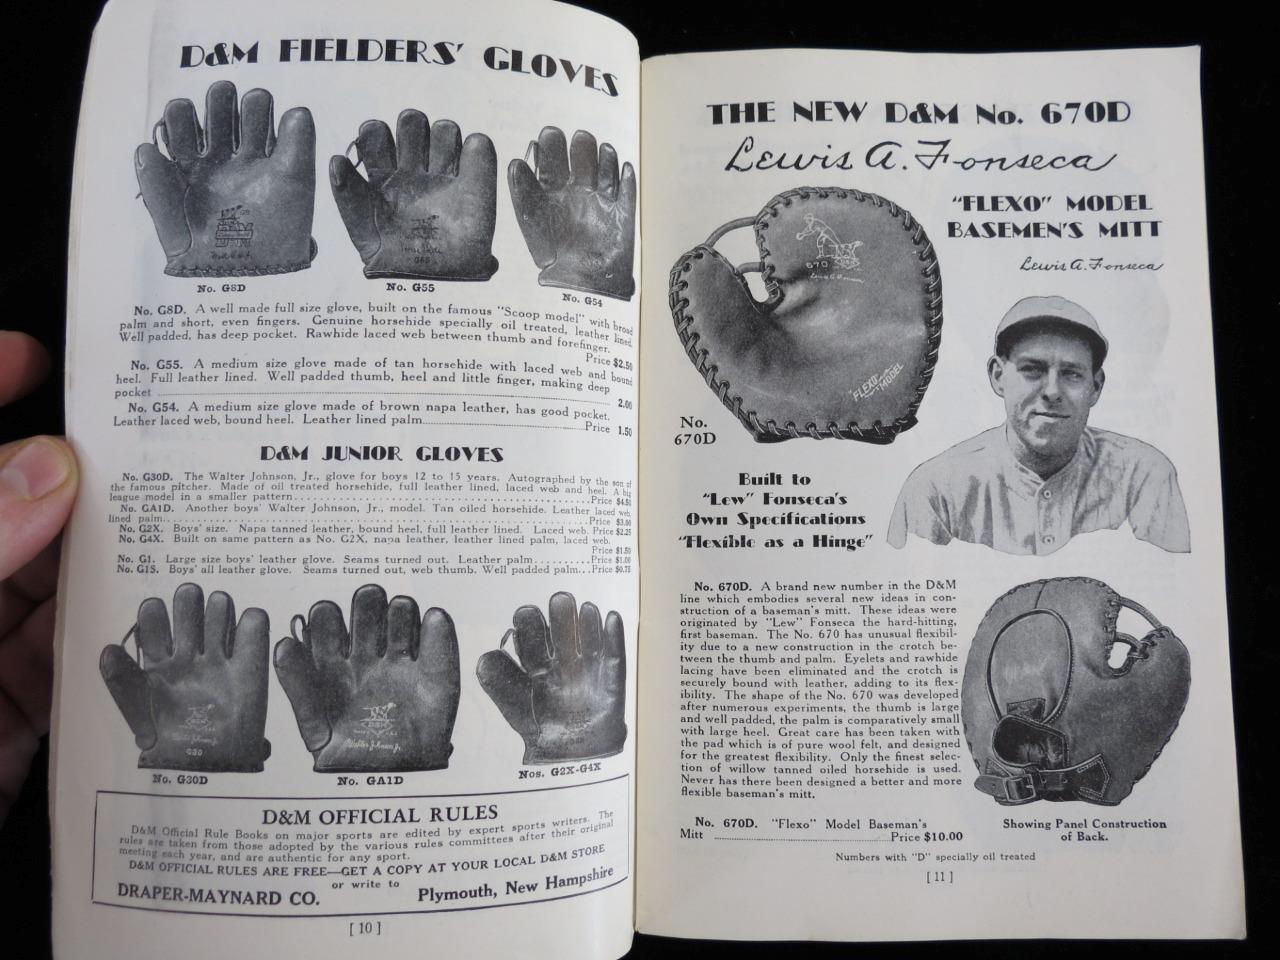 D&M FIELDERS' GLOVES
No. G8D
No. G55
No. G54
No. G8D. A well made full size glove, built on the famous "Scoop model" with broad
palm and short, even fingers. Genuine horsehide specially oil treated, leather lined.
Well padded, has deep pocket. Rawhide laced web between thumb and forefinger.
Price $2.50
No. G55. A medium size glove made of tan horsehide with laced web and bound
heel. Full leather lined. Well padded thumb, heel and little finger, making deep
pocket 2.00
No. G54. A medium size glove made of brown napa leather, has good pocket.
Leather laced web, bound heel. Leather lined palm Price 1.50
D&M JUNIOR GLOVES
No. G30D. The Walter Johnson, Jr., glove for boys 12 to 15 years. Autographed by the son of
the famous pitcher. Made of oil treated horsehide, full leather lined, laced web and heel. A big
league model in a smaller pattern Price $4.50
No. GA1D. Another boys' Walter Johnson, Jr., model. Tan oiled horsehide. Leather laced web,
lined palm Price $3.00
No. G2X. Boys' size. Napa tanned leather, bound heel, full leather lined. Laced web. Price $2.25
No. G4X. Built on same pattern as No. G2X, napa leather, leather lined palm, laced web.
Price $1.50
No. G1. Large size boys' leather glove. Seams turned out. Leather palm Price $1.00
No. G1S. Boys' all leather glove. Seams turned out, web thumb. Well padded palm Price $0.75
D&M
G30
D&M
Walter Johnson Jr.
No. G30D
No. GA1D
Nos. G2X-G4X
D&M OFFICIAL RULES
D&M Official Rule Books on major sports are edited by expert sports writers. The
rules are taken from those adopted by the various rules committees after their original
meeting each year, and are authentic for any sport.
D&M OFFICIAL RULES ARE FREE—GET A COPY AT YOUR LOCAL D&M STORE
or write to
DRAPER-MAYNARD CO. Plymouth, New Hampshire
[ 10 ]
THE NEW D&M No. 670D
Lewis A. Fonseca
"FLEXO" MODEL
BASEMEN'S MITT
Lewis A. Fonseca
670
"FLEXO" MODEL
No.
670D
Built to
"Lew" Fonseca's
Own Specifications
"Flexible as a Hinge"
No. 670D. A brand new number in the D&M
line which embodies several new ideas in con-
struction of a baseman's mitt. These ideas were
originated by "Lew" Fonseca the hard-hitting,
first baseman. The No. 670 has unusual flexibil-
ity due to a new construction in the crotch be-
tween the thumb and palm. Eyelets and rawhide
lacing have been eliminated and the crotch is
securely bound with leather, adding to its flex-
ibility. The shape of the No. 670 was developed
after numerous experiments, the thumb is large
and well padded, the palm is comparatively small
with large heel. Great care has been taken with
the pad which is of pure wool felt, and designed
for the greatest flexibility. Only the finest selec-
tion of willow tanned oiled horsehide is used.
Never has there been designed a better and more
flexible baseman's mitt.
No. 670D. "Flexo" Model Baseman's
Mitt Price $10.00
Showing Panel Construction
of Back.
Numbers with "D" specially oil treated
[ 11 ]